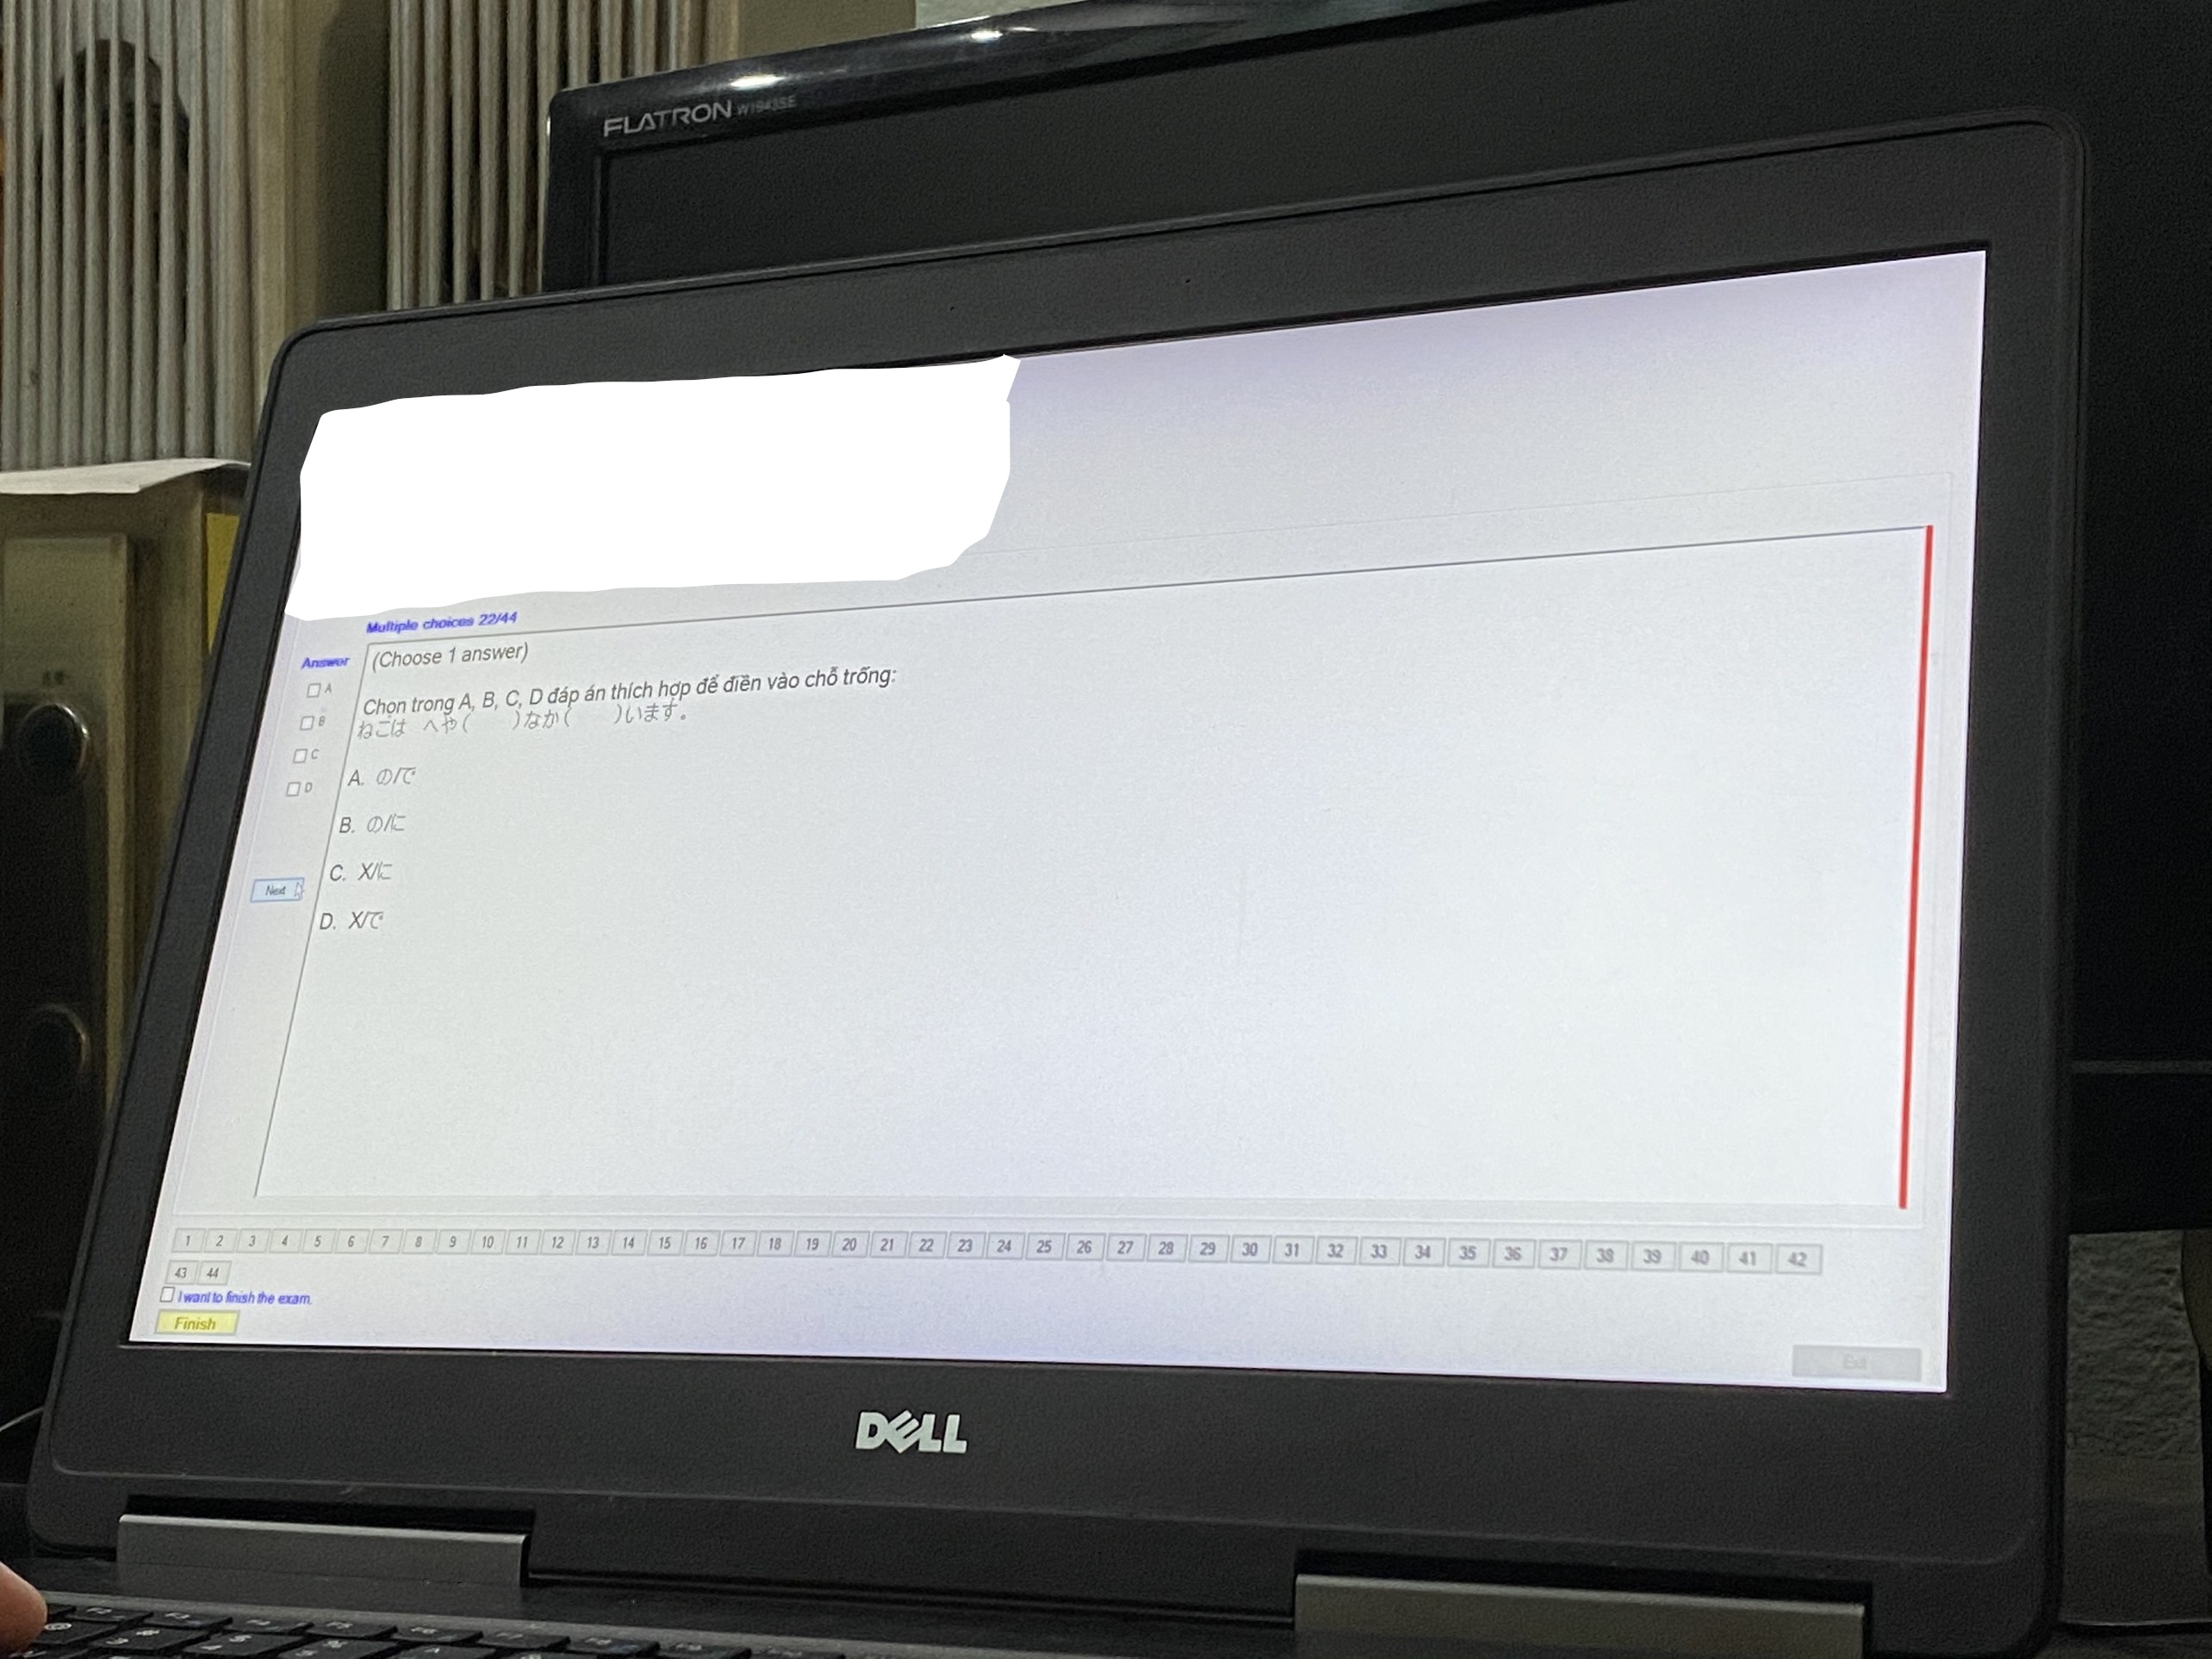 FLATRON W1943SE
Multiple choices 22/44
Answer
(Choose 1 answer)
A
B
C
D
Chọn trong A, B, C, D đáp án thích hợp để điền vào chỗ trống:
ねこは へや( )なか( )います。
A. の/で
B. の/に
C. X/に
D. X/で
Next
1 2 3 4 5 6 7 8 9 10 11 12 13 14 15 16 17 18 19 20 21 22 23 24 25 26 27 28 29 30 31 32 33 34 35 36 37 38 39 40 41 42
43 44
I want to finish the exam.
Finish
Exit
DELL